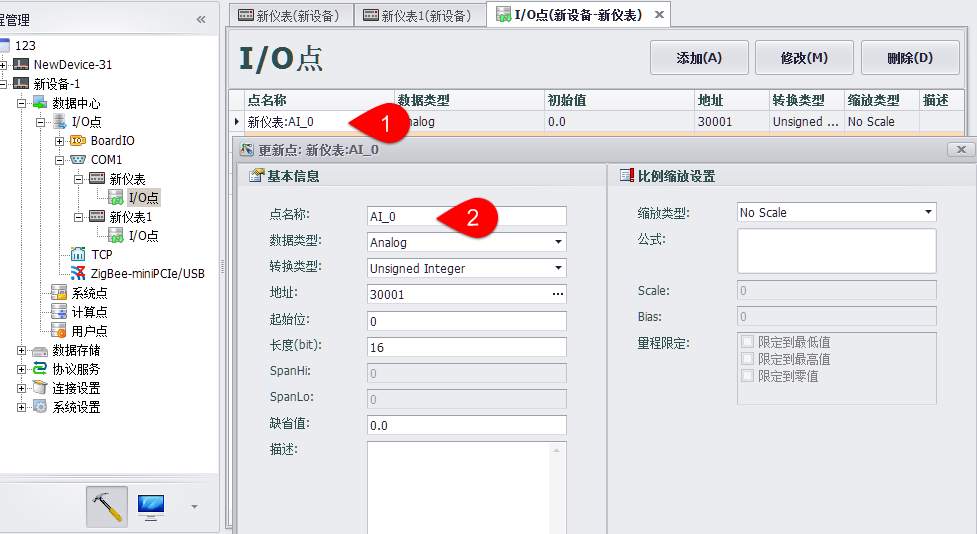 程管理 «
123
NewDevice-31
新设备-1
数据中心
I/O点
BoardIO
COM1
新仪表
I/O点
新仪表1
I/O点
TCP
ZigBee-miniPCIe/USB
系统点
计算点
用户点
数据存储
协议服务
连接设置
系统设置
新仪表(新设备) 新仪表1(新设备) I/O点(新设备-新仪表) ×
I/O点 添加(A) 修改(M) 删除(D)
点名称 数据类型 初始值 地址 转换类型 缩放类型 描述
新仪表:AI_0 1 nalog 0.0 30001 Unsigned ... No Scale
更新点: 新仪表:AI_0
基本信息
点名称: AI_0 2
数据类型: Analog
转换类型: Unsigned Integer
地址: 30001 ...
起始位: 0
长度(bit): 16
SpanHi: 0
SpanLo: 0
缺省值: 0.0
描述:
比例缩放设置
缩放类型: No Scale
公式:
Scale: 0
Bias: 0
量程限定: 限定到最低值
限定到最高值
限定到零值